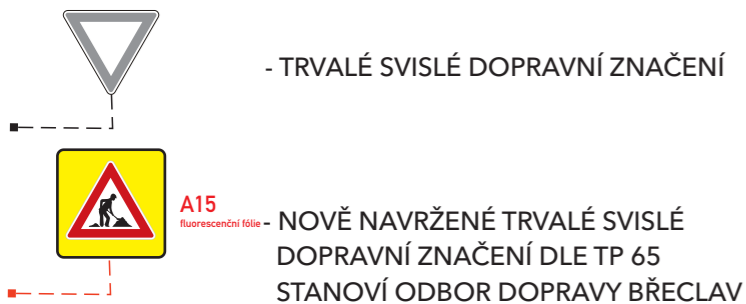 - TRVALÉ SVISLÉ DOPRAVNÍ ZNAČENÍ
A15
fluorescenční fólie
- NOVĚ NAVRŽENÉ TRVALÉ SVISLÉ
DOPRAVNÍ ZNAČENÍ DLE TP 65
STANOVÍ ODBOR DOPRAVY BŘECLAV